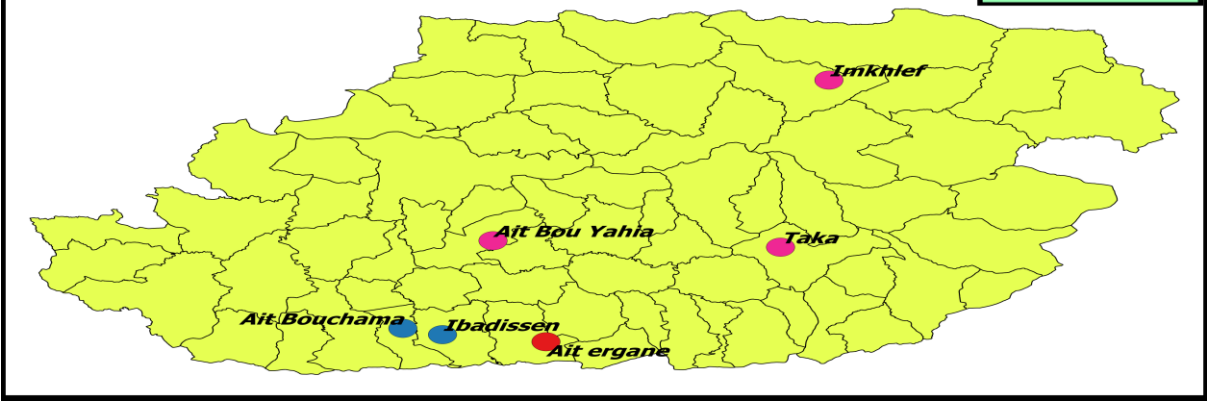 Imkhlef
Ait Bou Yahia
Taka
Ait Bouchama
Ibadissen
Ait ergane